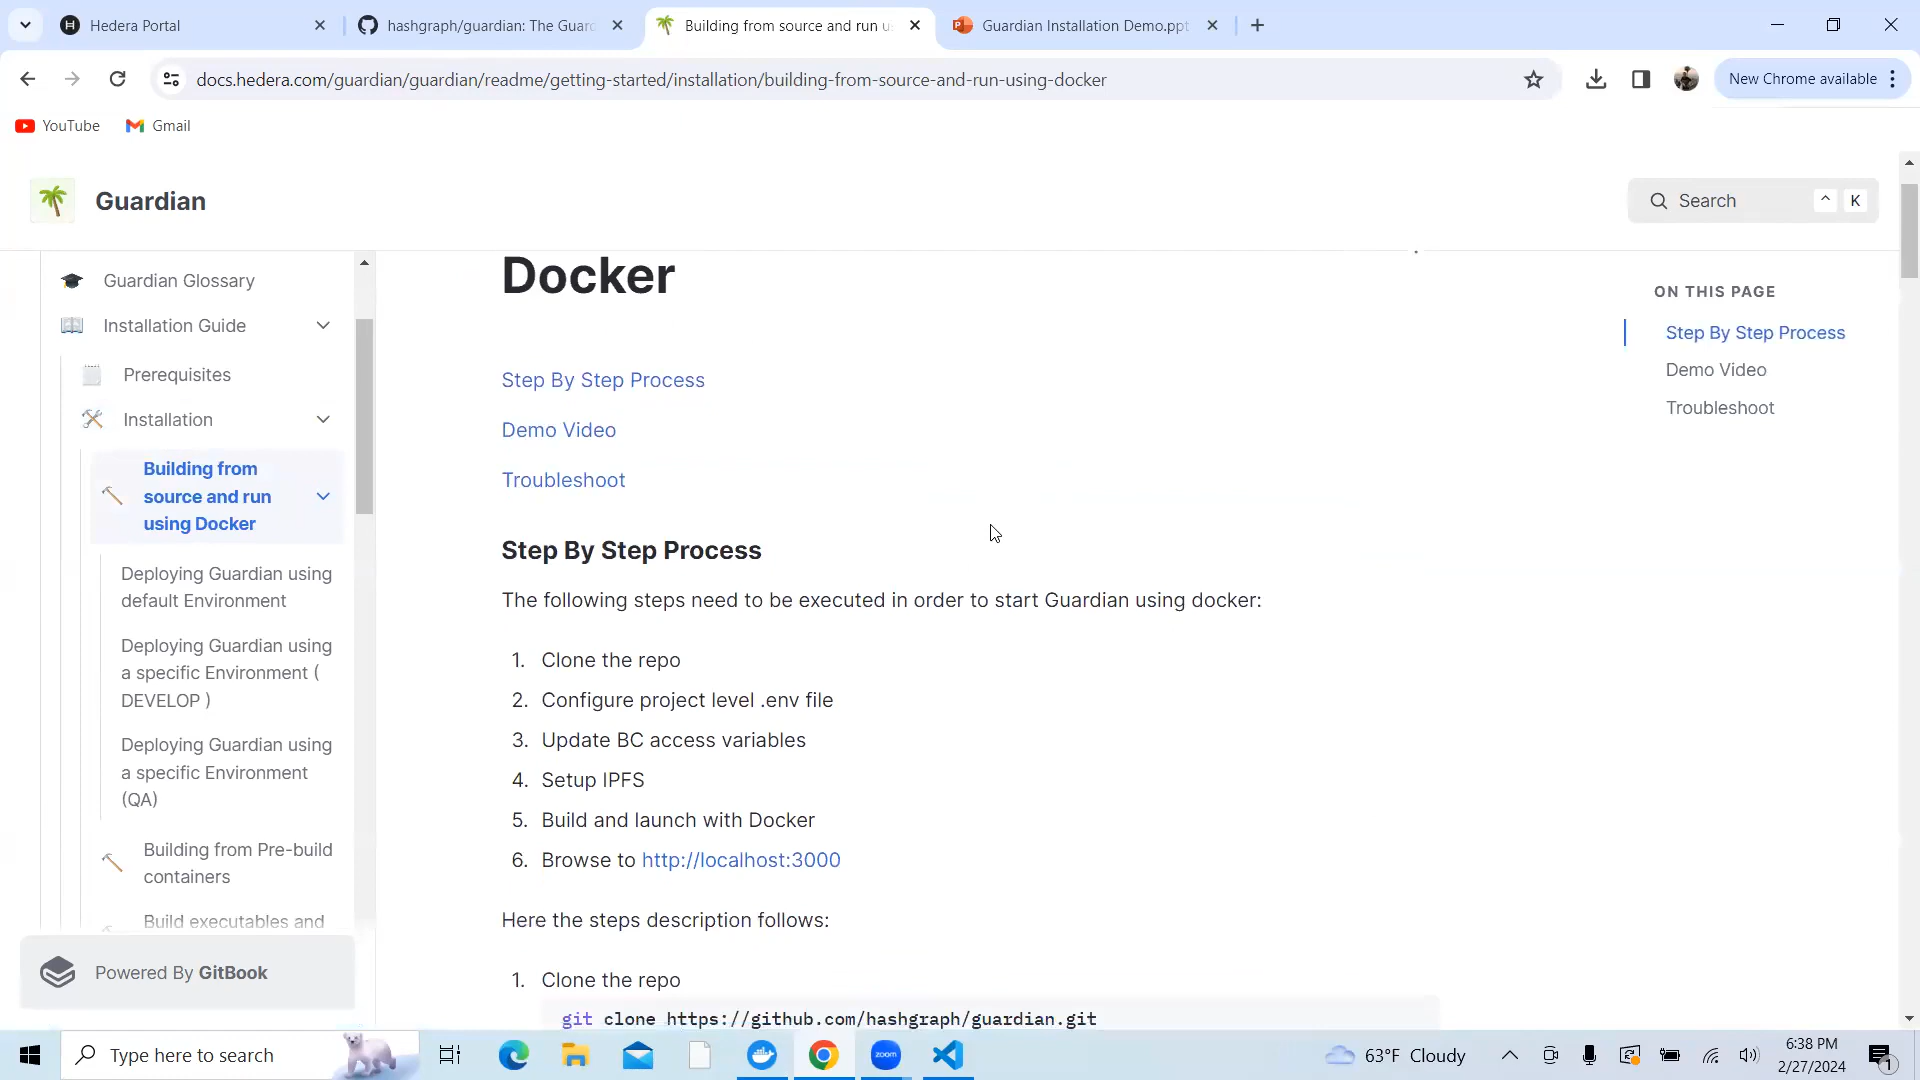 Hedera Portal
hashgraph/guardian: The Guar
Building from source and run u
Guardian Installation Demo.ppt
docs.hedera.com/guardian/guardian/readme/getting-started/installation/building-from-source-and-run-using-docker
New Chrome available
YouTube
Gmail
Guardian
Search
^
K
Guardian Glossary
Installation Guide
Prerequisites
Installation
Building from
source and run
using Docker
Deploying Guardian using
default Environment
Deploying Guardian using
a specific Environment (
DEVELOP )
Deploying Guardian using
a specific Environment
(QA)
Building from Pre-build
containers
Build executables and
Powered By GitBook
Docker
Step By Step Process
Demo Video
Troubleshoot
Step By Step Process
The following steps need to be executed in order to start Guardian using docker:
1. Clone the repo
2. Configure project level .env file
3. Update BC access variables
4. Setup IPFS
5. Build and launch with Docker
6. Browse to http://localhost:3000
Here the steps description follows:
1. Clone the repo
git clone https://github.com/hashgraph/guardian.git
ON THIS PAGE
Step By Step Process
Demo Video
Troubleshoot
Type here to search
zoom
63°F Cloudy
6:38 PM
2/27/2024
1